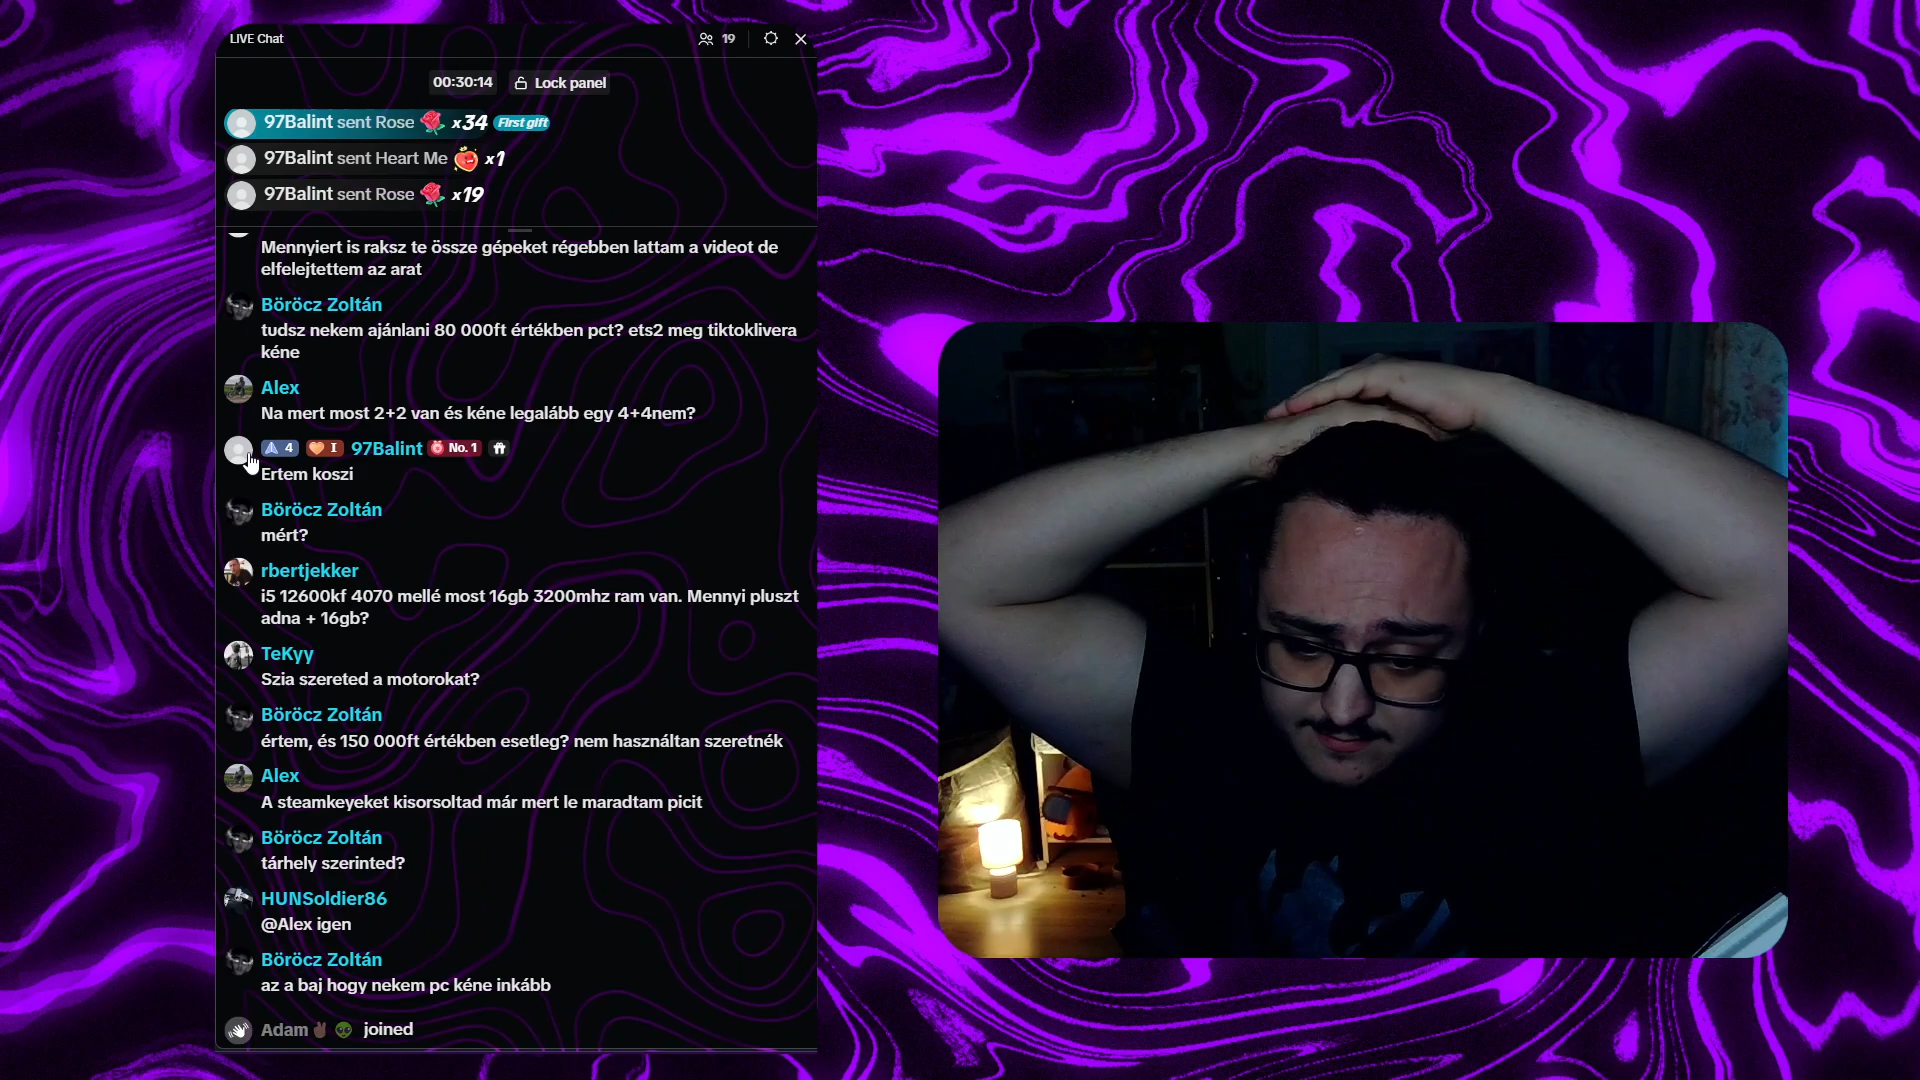 LIVE Chat
19
00:30:14
Lock panel
97Balint sent Rose x34 First gift
97Balint sent Heart Me x1
97Balint sent Rose x19
Mennyiert is raksz te össze gépeket régebben lattam a videot de
elfelejtettem az arat
Böröcz Zoltán
tudsz nekem ajánlani 80 000ft értékben pct? ets2 meg tiktoklivera
kéne
Alex
Na mert most 2+2 van és kéne legalább egy 4+4nem?
4 I 97Balint No. 1
Ertem koszi
Böröcz Zoltán
mért?
rbertjekker
i5 12600kf 4070 mellé most 16gb 3200mhz ram van. Mennyi pluszt
adna + 16gb?
TeKyy
Szia szereted a motorokat?
Böröcz Zoltán
értem, és 150 000ft értékben esetleg? nem használtan szeretnék
Alex
A steamkeyeket kisorsoltad már mert le maradtam picit
Böröcz Zoltán
tárhely szerinted?
HUNSoldier86
@Alex igen
Böröcz Zoltán
az a baj hogy nekem pc kéne inkább
Adam joined